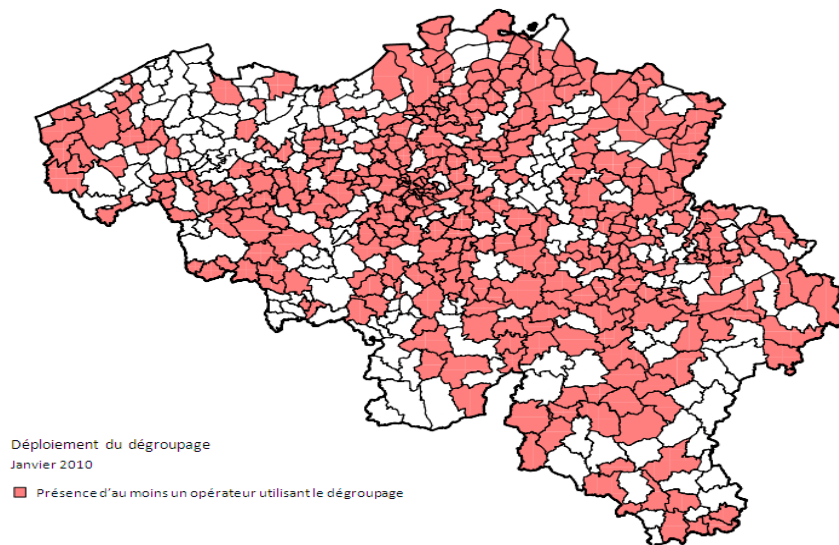 Déploiement du dégroupage
Janvier 2010
Présence d'au moins un opérateur utilisant le dégroupage